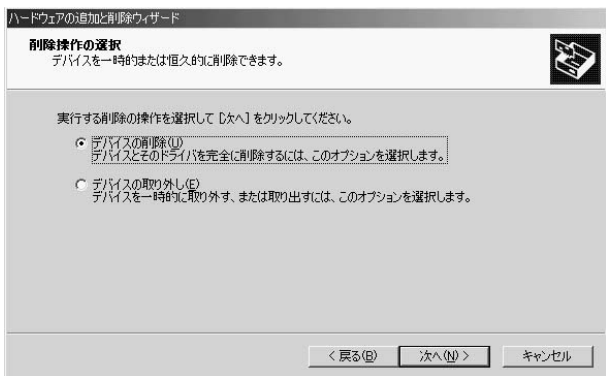 ハードウェアの追加と削除ウィザード
削除操作の選択
デバイスを一時的または恒久的に削除できます。
実行する削除の操作を選択して [次へ] をクリックしてください。
デバイスの削除(U)
デバイスとそのドライバを完全に削除するには、このオプションを選択します。
デバイスの取り外し(E)
デバイスを一時的に取り外す、または取り出すには、このオプションを選択します。
< 戻る(B) 次へ(N) > キャンセル